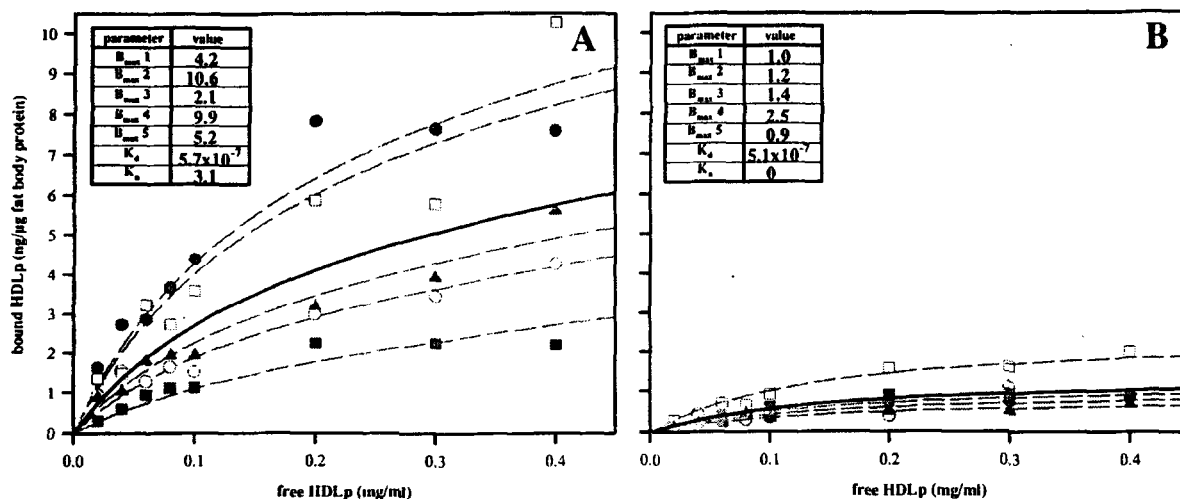 A
parameter value
Bmax 1 4.2
Bmax 2 10.6
Bmax 3 2.1
Bmax 4 9.9
Bmax 5 5.2
Kd 5.7x10-7
Kn 3.1
bound HDLp (ng/µg fat body protein)
10
9
8
7
6
5
4
3
2
1
0
0.0 0.1 0.2 0.3 0.4
free HDLp (mg/ml)
B
parameter value
Bmax 1 1.0
Bmax 2 1.2
Bmax 3 1.4
Bmax 4 2.5
Bmax 5 0.9
Kd 5.1x10-7
Kn 0
0.0 0.1 0.2 0.3 0.4
free HDLp (mg/ml)